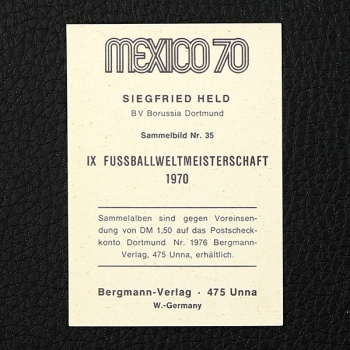 MEXICO 70
SIEGFRIED HELD
BV Borussia Dortmund
Sammelbild Nr. 35
IX FUSSBALLWELTMEISTERSCHAFT
1970
Sammelalben sind gegen Voreinsen-
dung von DM 1,50 auf das Postscheck-
konto Dortmund Nr. 1976 Bergmann-
Verlag, 475 Unna, erhältlich.
Bergmann-Verlag · 475 Unna
W.-Germany